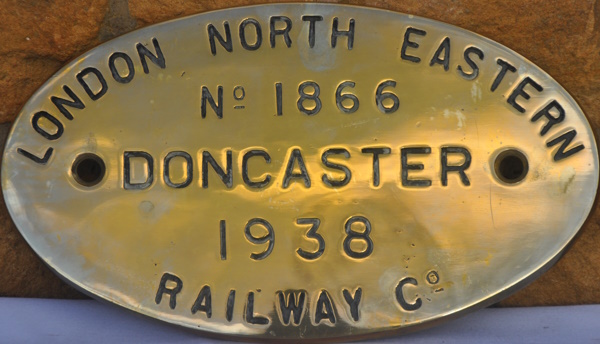 LONDON NORTH EASTERN
Nº 1866
DONCASTER
1938
RAILWAY Cº